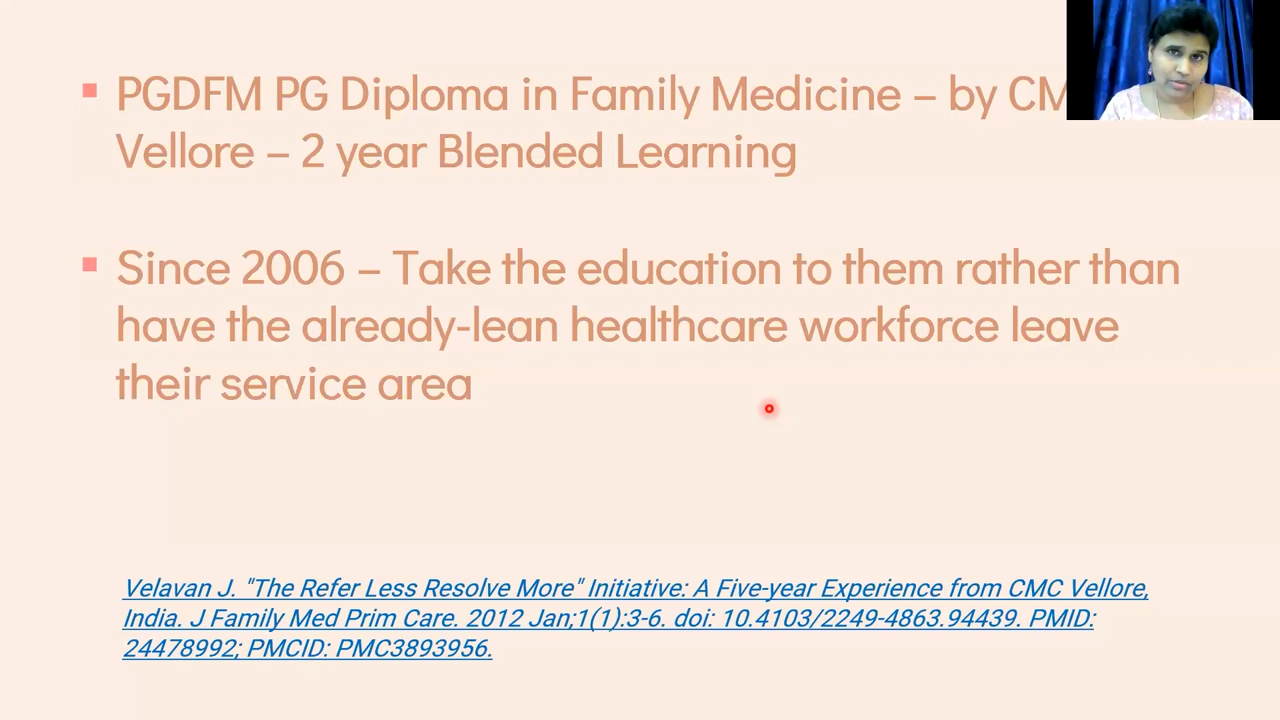 PGDFM PG Diploma in Family Medicine – by CM
Vellore – 2 year Blended Learning
Since 2006 – Take the education to them rather than
have the already-lean healthcare workforce leave
their service area
Velavan J. "The Refer Less Resolve More" Initiative: A Five-year Experience from CMC Vellore,
India. J Family Med Prim Care. 2012 Jan;1(1):3-6. doi: 10.4103/2249-4863.94439. PMID:
24478992; PMCID: PMC3893956.